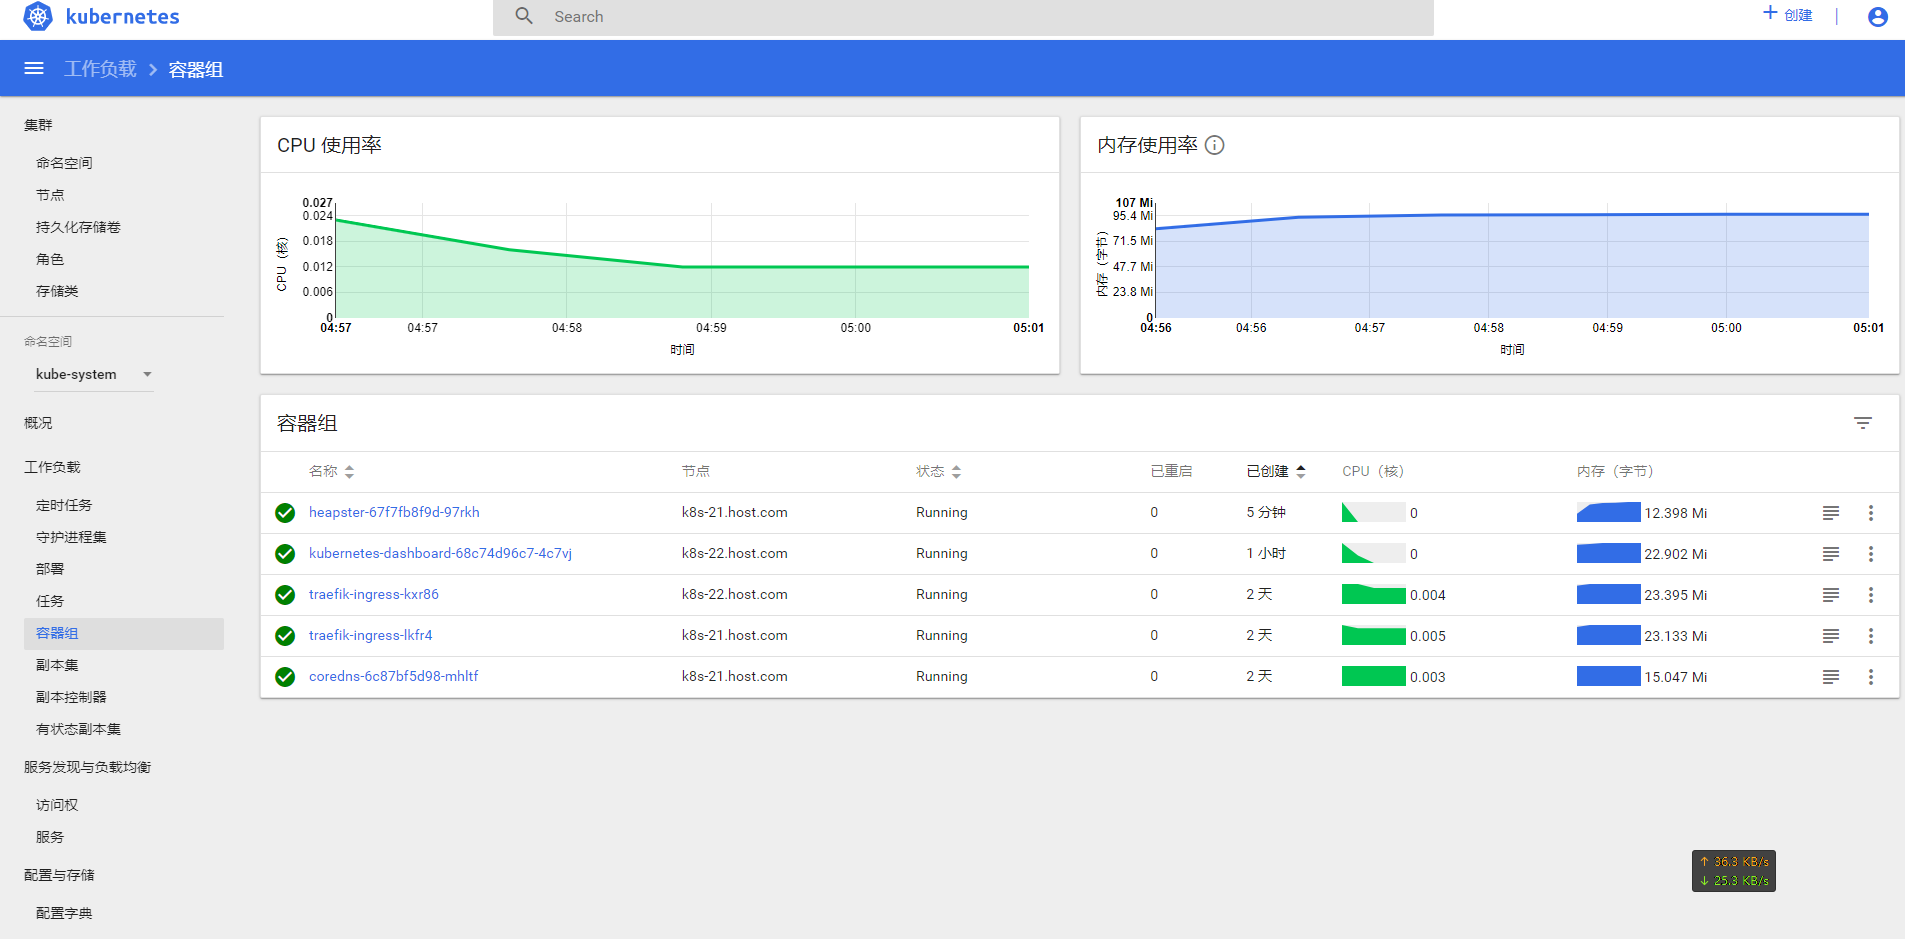 kubernetes
Search
创建
工作负载 容器组
集群
命名空间
节点
持久化存储卷
角色
存储类
命名空间
kube-system
概况
工作负载
定时任务
守护进程集
部署
任务
容器组
副本集
副本控制器
有状态副本集
服务发现与负载均衡
访问权
服务
配置与存储
配置字典
CPU 使用率
CPU（核）
0.027
0.024
0.018
0.012
0.006
0
04:57 04:57 04:58 04:59 05:00 05:01
时间
内存使用率
内存（字节）
107 Mi
95.4 Mi
71.5 Mi
47.7 Mi
23.8 Mi
0
04:56 04:56 04:57 04:58 04:59 05:00 05:01
时间
容器组
名称 节点 状态 已重启 已创建 CPU（核） 内存（字节）
heapster-67f7fb8f9d-97rkh k8s-21.host.com Running 0 5 分钟 0 12.398 Mi
kubernetes-dashboard-68c74d96c7-4c7vj k8s-22.host.com Running 0 1 小时 0 22.902 Mi
traefik-ingress-kxr86 k8s-22.host.com Running 0 2 天 0.004 23.395 Mi
traefik-ingress-lkfr4 k8s-21.host.com Running 0 2 天 0.005 23.133 Mi
coredns-6c87bf5d98-mhltf k8s-21.host.com Running 0 2 天 0.003 15.047 Mi
↑ 36.3 KB/s
↓ 25.3 KB/s